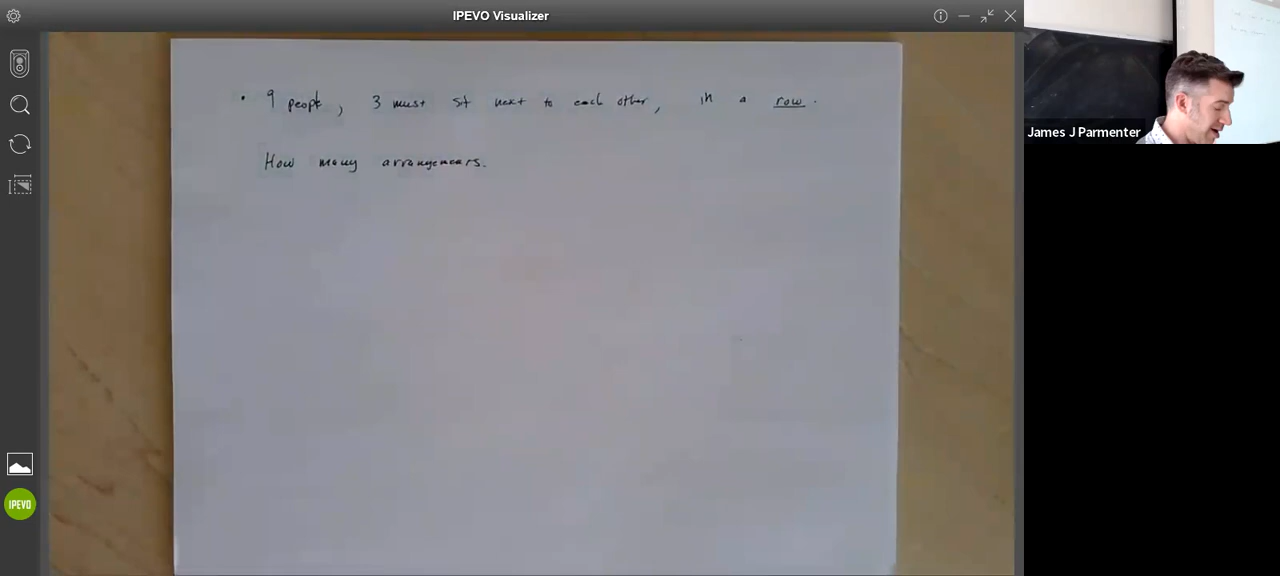 IPEVO Visualizer
• 9 people, 3 must sit next to each other, in a row.
How many arrangements.
James J Parmenter
IPEVO